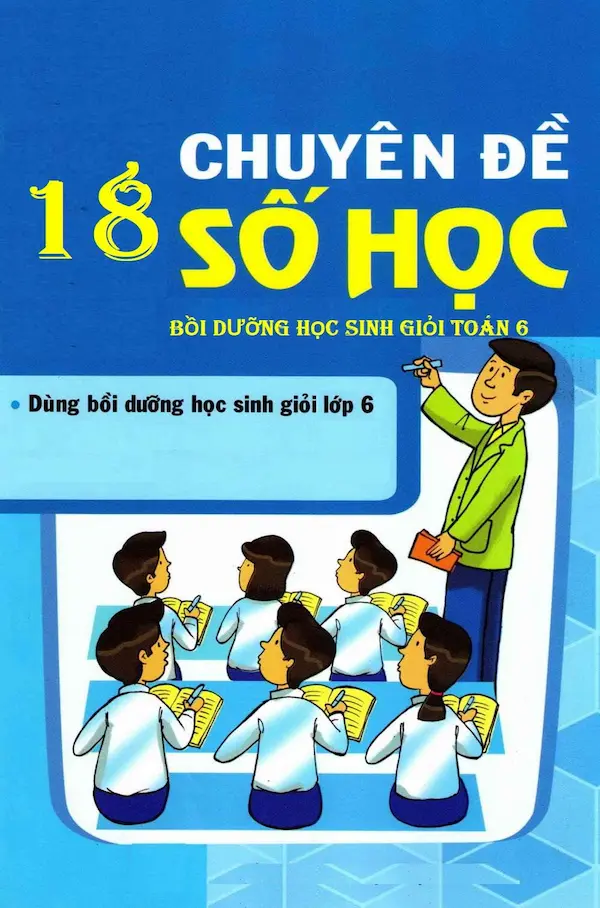 18
CHUYÊN ĐỀ
SỐ HỌC
BỒI DƯỠNG HỌC SINH GIỎI TOÁN 6
• Dùng bồi dưỡng học sinh giỏi lớp 6